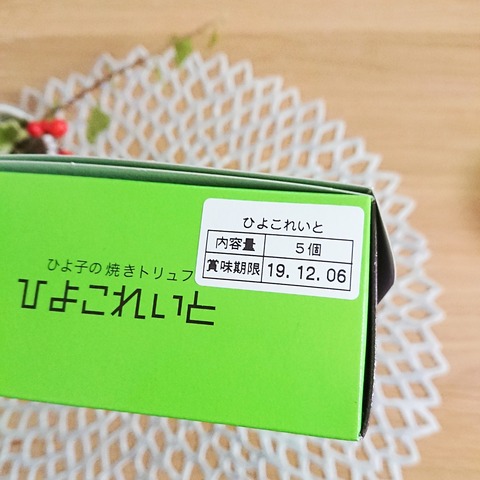 ひよこれいと
内容量 5個
賞味期限 19.12.06
ひよ子の焼きトリュフ
ひよこれいと